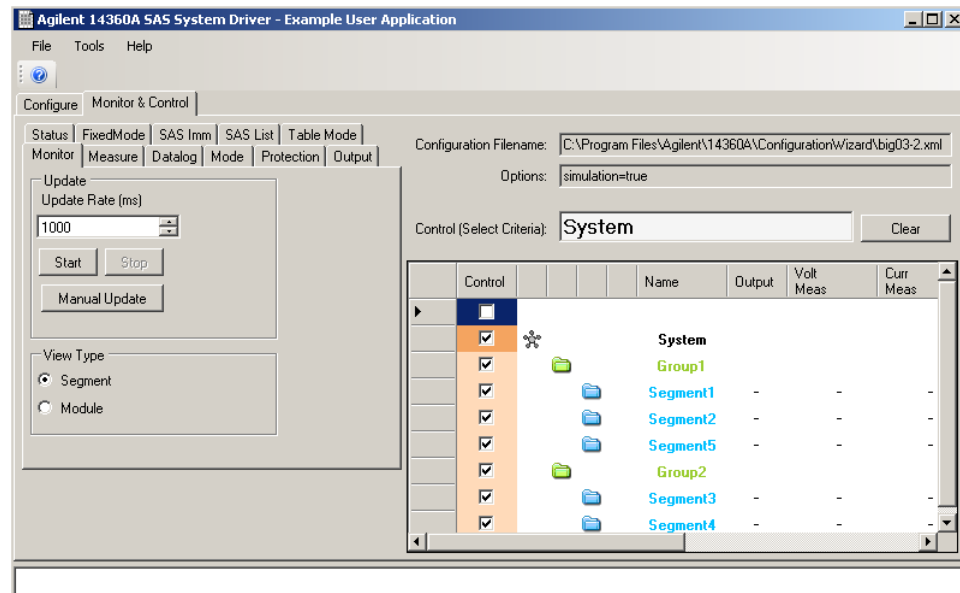 Agilent 14360A SAS System Driver - Example User Application
File Tools Help
Configure Monitor & Control
Status FixedMode SAS Imm SAS List Table Mode
Monitor Measure Datalog Mode Protection Output
Update
Update Rate (ms)
1000
Start Stop
Manual Update
View Type
Segment
Module
Configuration Filename: C:\Program Files\Agilent\14360A\ConfigurationWizard\big03-2.xml
Options: simulation=true
Control (Select Criteria): System Clear
Control Name Output Volt Meas Curr Meas
System
Group1
Segment1 - - -
Segment2 - - -
Segment5 - - -
Group2
Segment3 - - -
Segment4 - - -